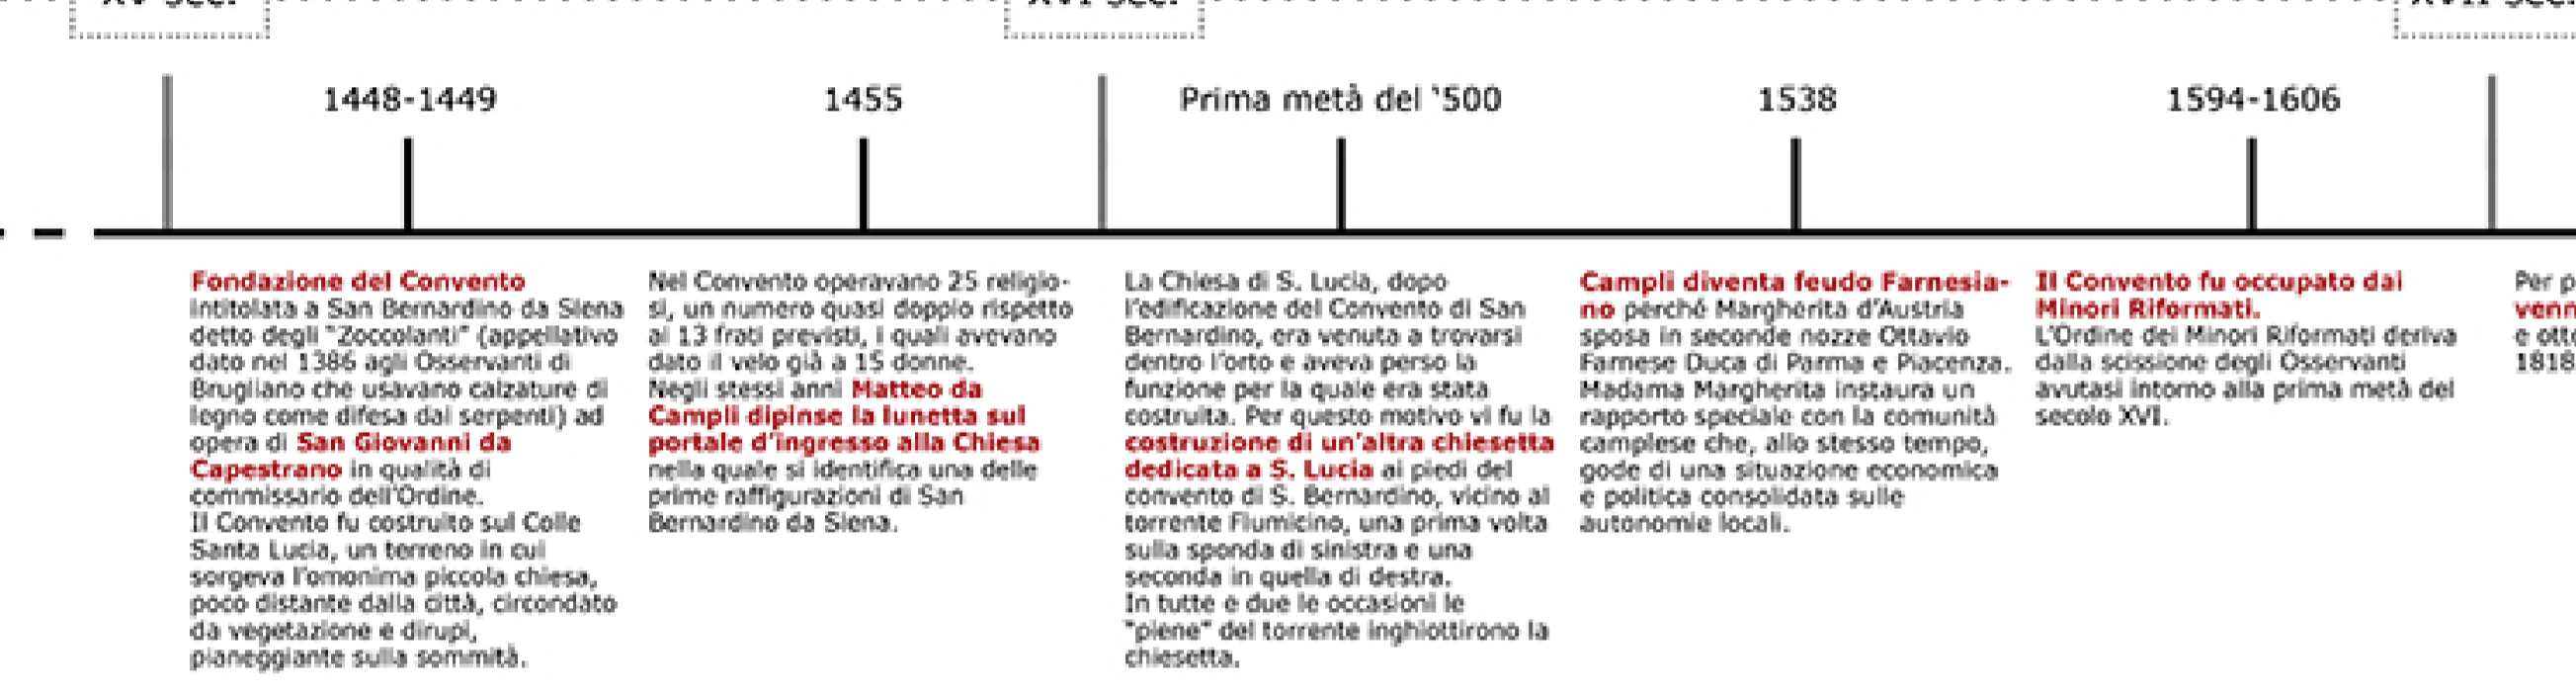 XV sec.
XVI sec.
XVII sec.
1448-1449
1455
Prima metà del ‘500
1538
1594-1606
Fondazione del Convento
intitolata a San Bernardino da Siena
detto degli “Zoccolanti” (appellativo
dato nel 1386 agli Osservanti di
Brugliano che usavano calzature di
legno come difesa dai serpenti) ad
opera di San Giovanni da
Capestrano in qualità di
commissario dell’Ordine.
Il Convento fu costruito sul Colle
Santa Lucia, un terreno in cui
sorgeva l’omonima piccola chiesa,
poco distante dalla città, circondato
da vegetazione e dirupi,
pianeggiante sulla sommità.
Nel Convento operavano 25 religio-
si, un numero quasi doppio rispetto
ai 13 frati previsti, i quali avevano
dato il velo già a 15 donne.
Negli stessi anni Matteo da
Campli dipinse la lunetta sul
portale d’ingresso alla Chiesa
nella quale si identifica una delle
prime raffigurazioni di San
Bernardino da Siena.
La Chiesa di S. Lucia, dopo
l’edificazione del Convento di San
Bernardino, era venuta a trovarsi
dentro l’orto e aveva perso la
funzione per la quale era stata
costruita. Per questo motivo vi fu la
costruzione di un’altra chiesetta
dedicata a S. Lucia ai piedi del
convento di S. Bernardino, vicino al
torrente Fiumicino, una prima volta
sulla sponda di sinistra e una
seconda in quella di destra.
In tutte e due le occasioni le
“piene” del torrente inghiottirono la
chiesetta.
Campli diventa feudo Farnesia-
no perché Margherita d’Austria
sposa in seconde nozze Ottavio
Farnese Duca di Parma e Piacenza.
Madama Margherita instaura un
rapporto speciale con la comunità
camplese che, allo stesso tempo,
gode di una situazione economica
e politica consolidata sulle
autonomie locali.
Il Convento fu occupato dai
Minori Riformati.
L’Ordine dei Minori Riformati deriva
dalla scissione degli Osservanti
avutasi intorno alla prima metà del
secolo XVI.
Per p
venn
e otte
1818